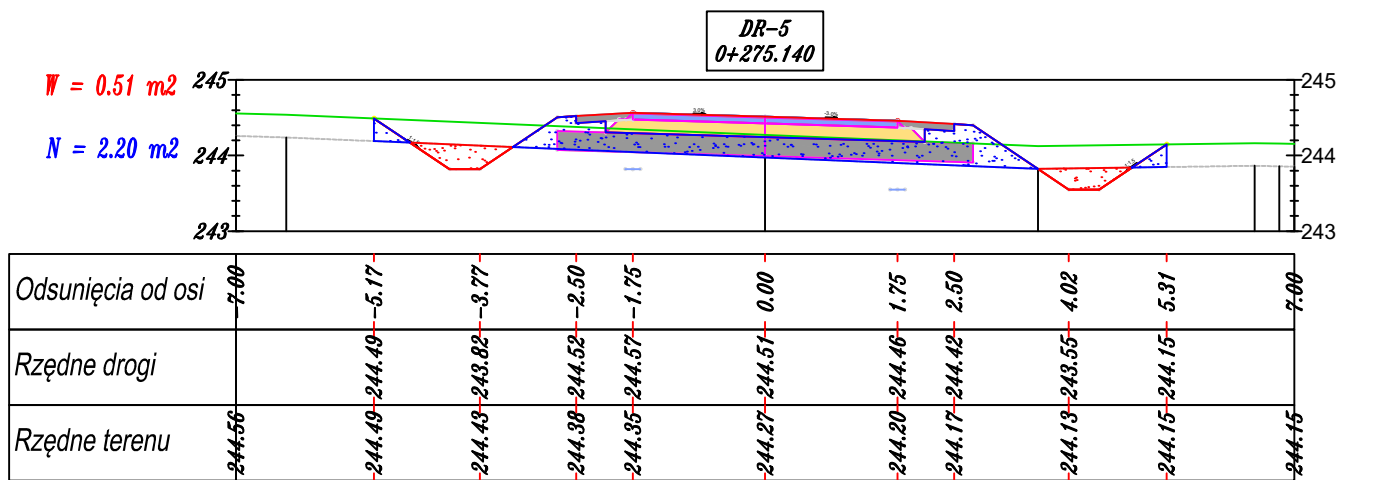 DR-5
0+275.140
W = 0.51 m2
N = 2.20 m2
245 245
244 244
243 243
3.0% -3.0%
Odsunięcia od osi -7.00 -5.17 -3.77 -2.50 -1.75 0.00 1.75 2.50 4.02 5.31 7.00
Rzędne drogi 244.49 243.82 244.52 244.57 244.51 244.46 244.42 243.55 244.15
Rzędne terenu 244.56 244.49 244.43 244.38 244.35 244.27 244.20 244.17 244.13 244.15 244.15